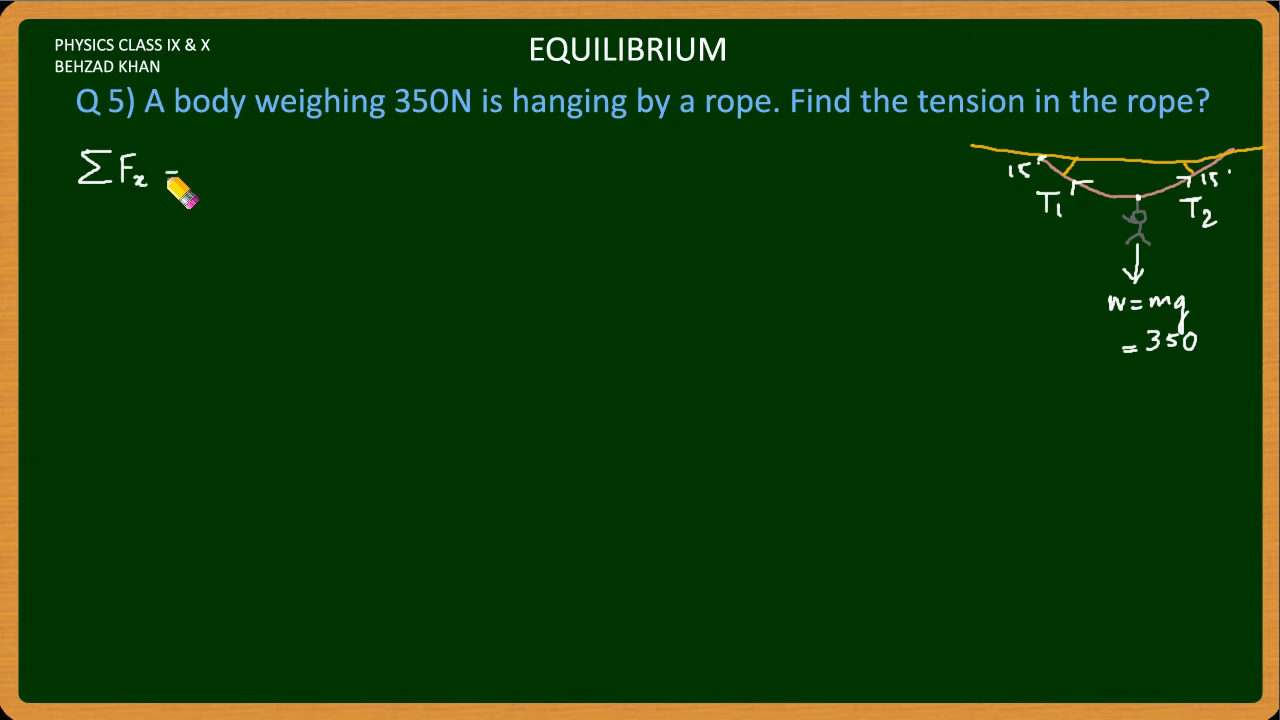 PHYSICS CLASS IX & X
BEHZAD KHAN
EQUILIBRIUM
Q 5) A body weighing 350N is hanging by a rope. Find the tension in the rope?
∑Fₓ =
15°
15°
T₁
T₂
W = mg
= 350